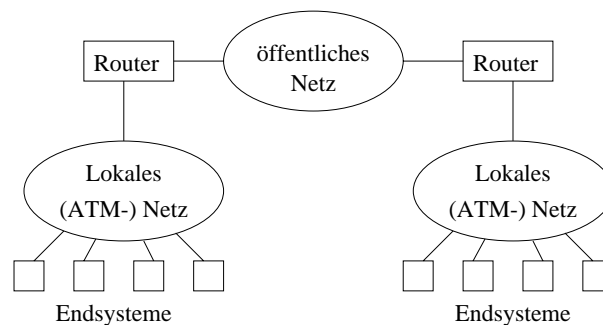 Router
öffentliches
Netz
Router
Lokales
(ATM-) Netz
Lokales
(ATM-) Netz
Endsysteme
Endsysteme